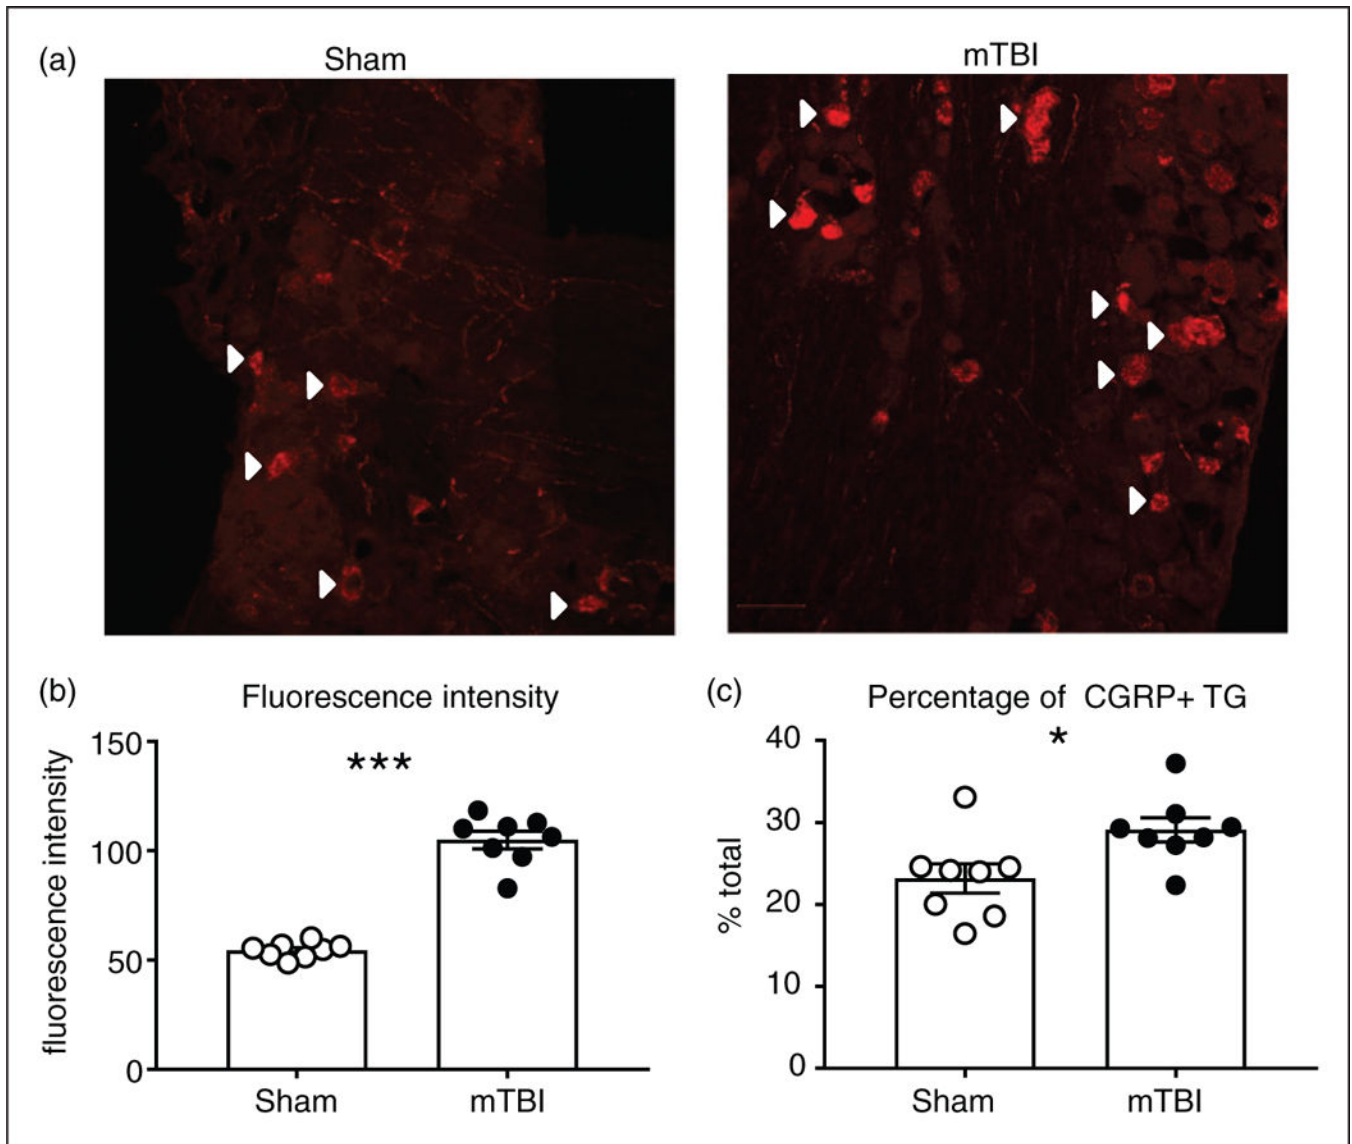 (a)
Sham
mTBI
(b)
Fluorescence intensity
fluorescence intensity
150
100
50
0
***
Sham
mTBI
(c)
Percentage of CGRP+ TG
% total
40
30
20
10
0
*
Sham
mTBI